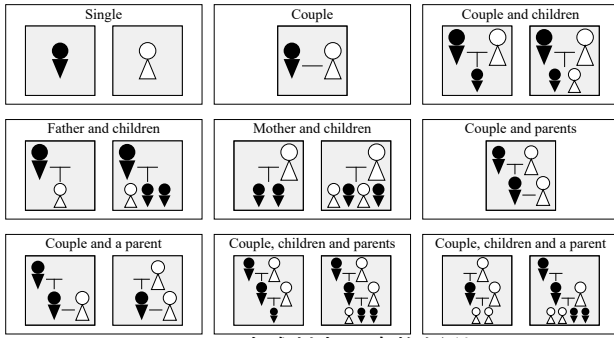 Single
Couple
Couple and children
Father and children
Mother and children
Couple and parents
Couple and a parent
Couple, children and parents
Couple, children and a parent